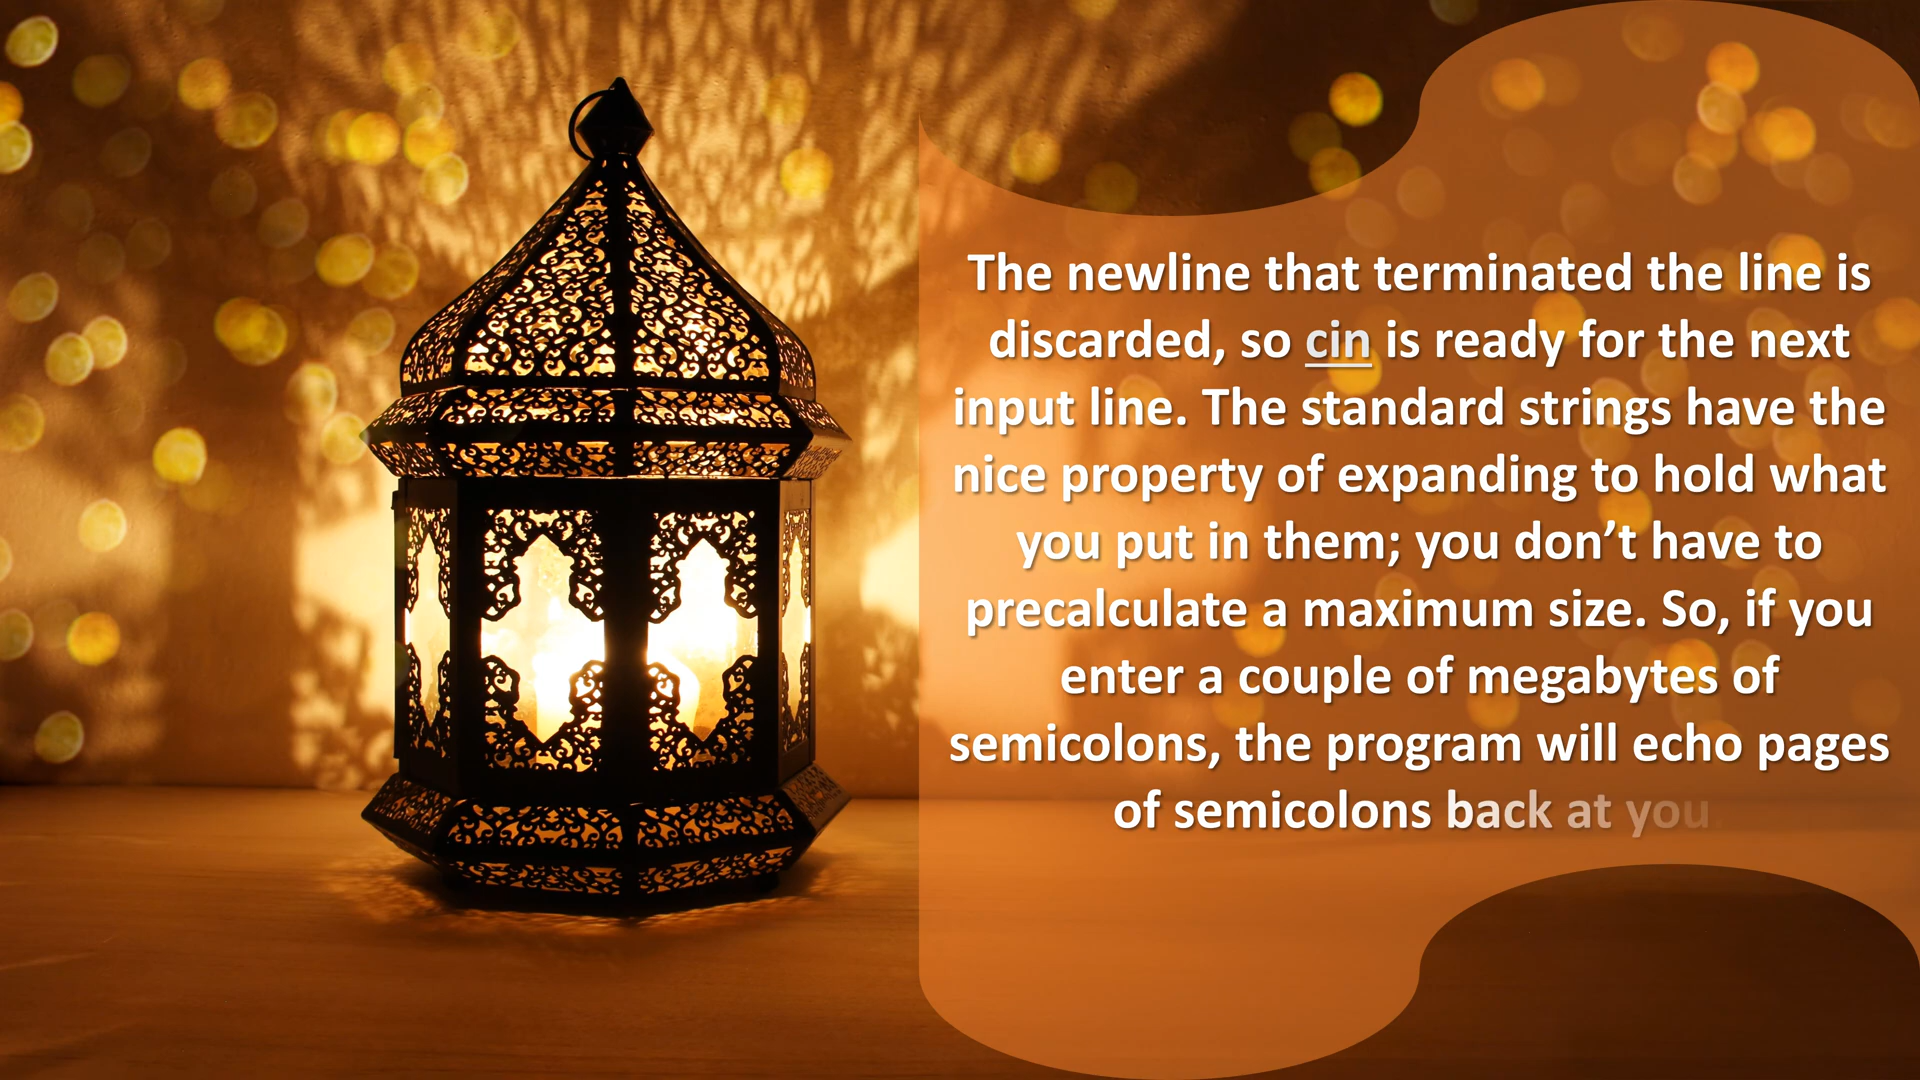 The newline that terminated the line is
discarded, so cin is ready for the next
input line. The standard strings have the
nice property of expanding to hold what
you put in them; you don’t have to
precalculate a maximum size. So, if you
enter a couple of megabytes of
semicolons, the program will echo pages
of semicolons back at you.